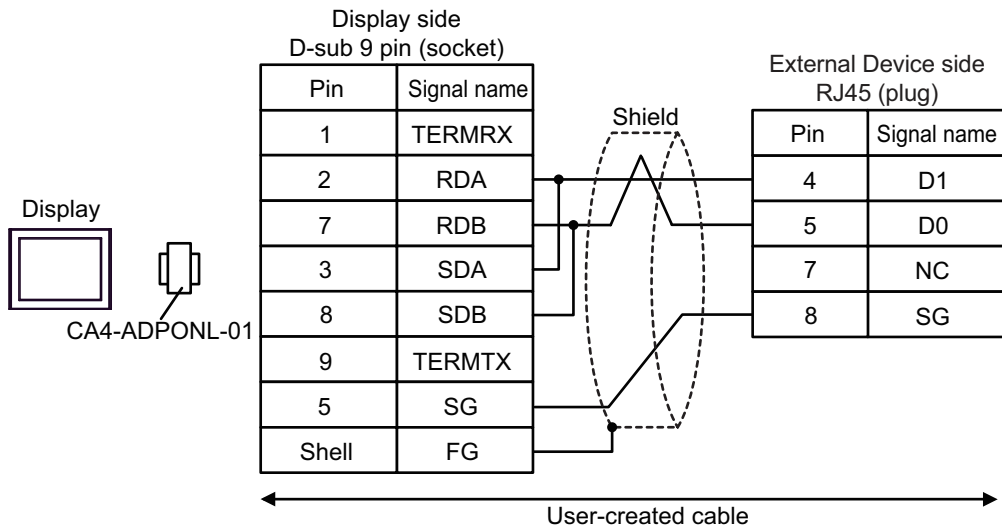 Display side
D-sub 9 pin (socket)
Pin Signal name
1 TERMRX
2 RDA
7 RDB
3 SDA
8 SDB
9 TERMTX
5 SG
Shell FG
Display
CA4-ADPONL-01
Shield
External Device side
RJ45 (plug)
Pin Signal name
4 D1
5 D0
7 NC
8 SG
User-created cable